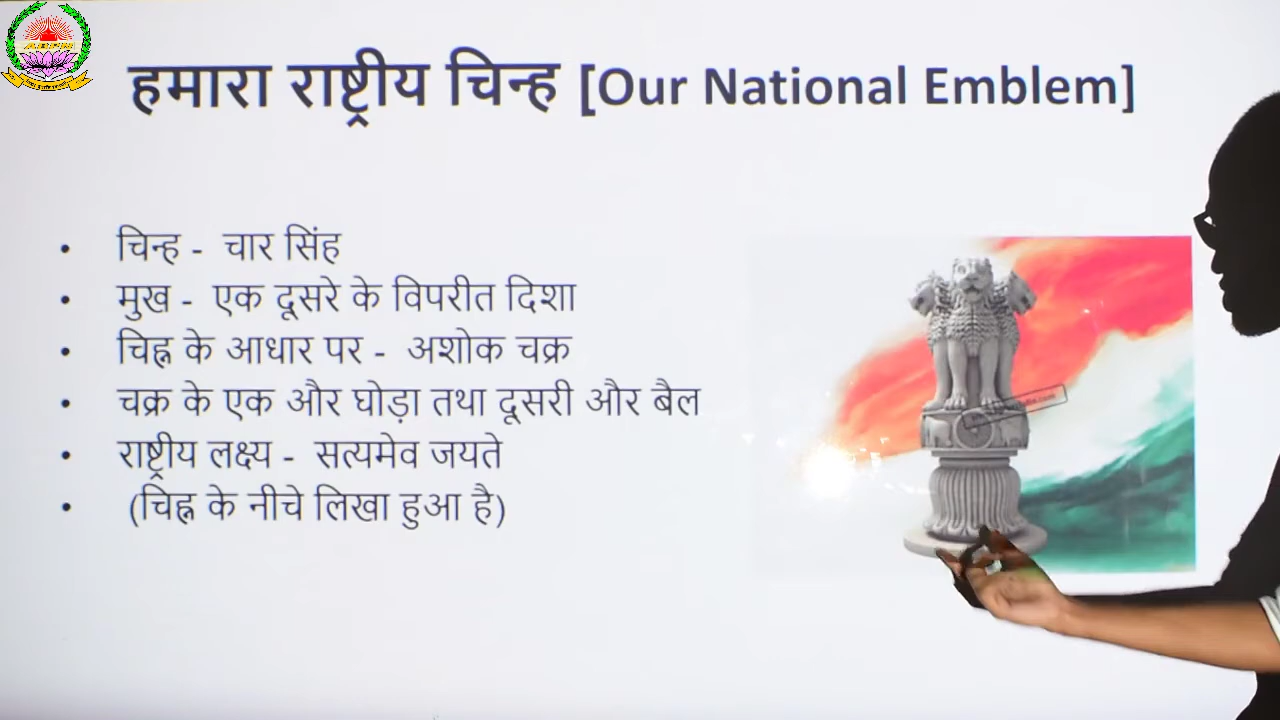 हमारा राष्ट्रीय चिन्ह [Our National Emblem]
• चिन्ह - चार सिंह
• मुख - एक दूसरे के विपरीत दिशा
• चिह्न के आधार पर - अशोक चक्र
• चक्र के एक और घोड़ा तथा दूसरी और बैल
• राष्ट्रीय लक्ष्य - सत्यमेव जयते
• (चिह्न के नीचे लिखा हुआ है)